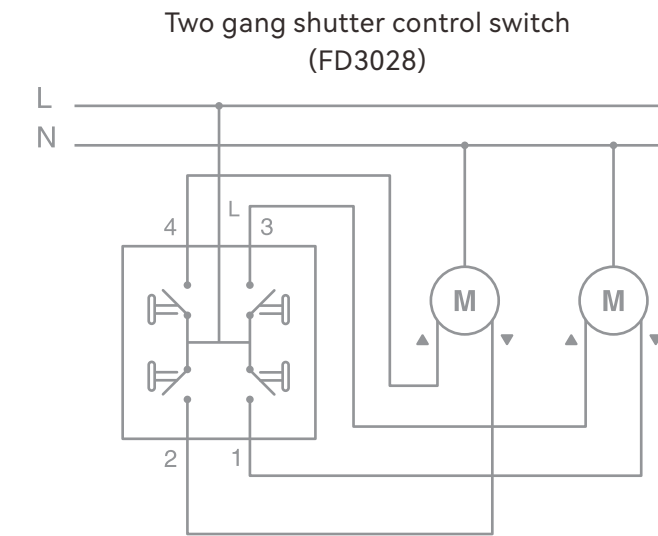 Two gang shutter control switch
(FD3028)
L
N
L
4
3
M
M
▲
▼
▲
▼
2
1